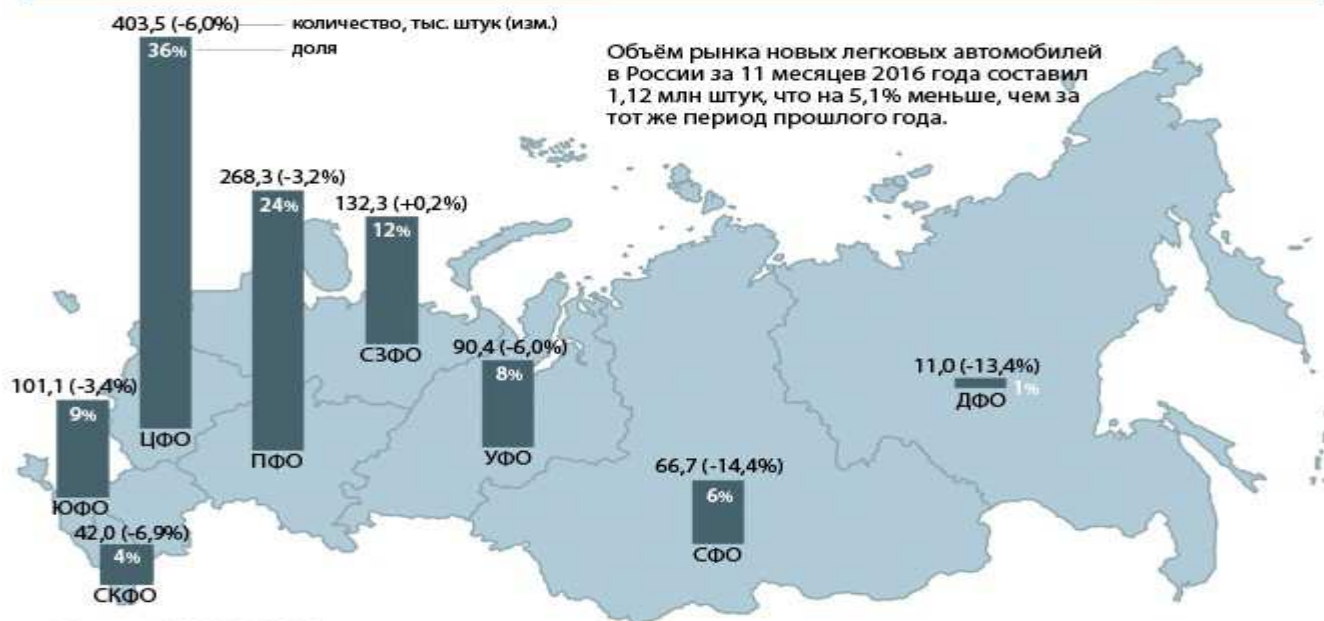 403,5 (-6,0%)
количество, тыс. штук (изм.)
36%
доля
Объём рынка новых легковых автомобилей
в России за 11 месяцев 2016 года составил
1,12 млн штук, что на 5,1% меньше, чем за
тот же период прошлого года.
268,3 (-3,2%)
24%
132,3 (+0,2%)
12%
СЗФО
90,4 (-6,0%)
8%
УФО
11,0 (-13,4%)
1%
ДФО
101,1 (-3,4%)
9%
ЦФО
ПФО
66,7 (-14,4%)
6%
СФО
ЮФО
42,0 (-6,9%)
4%
СКФО